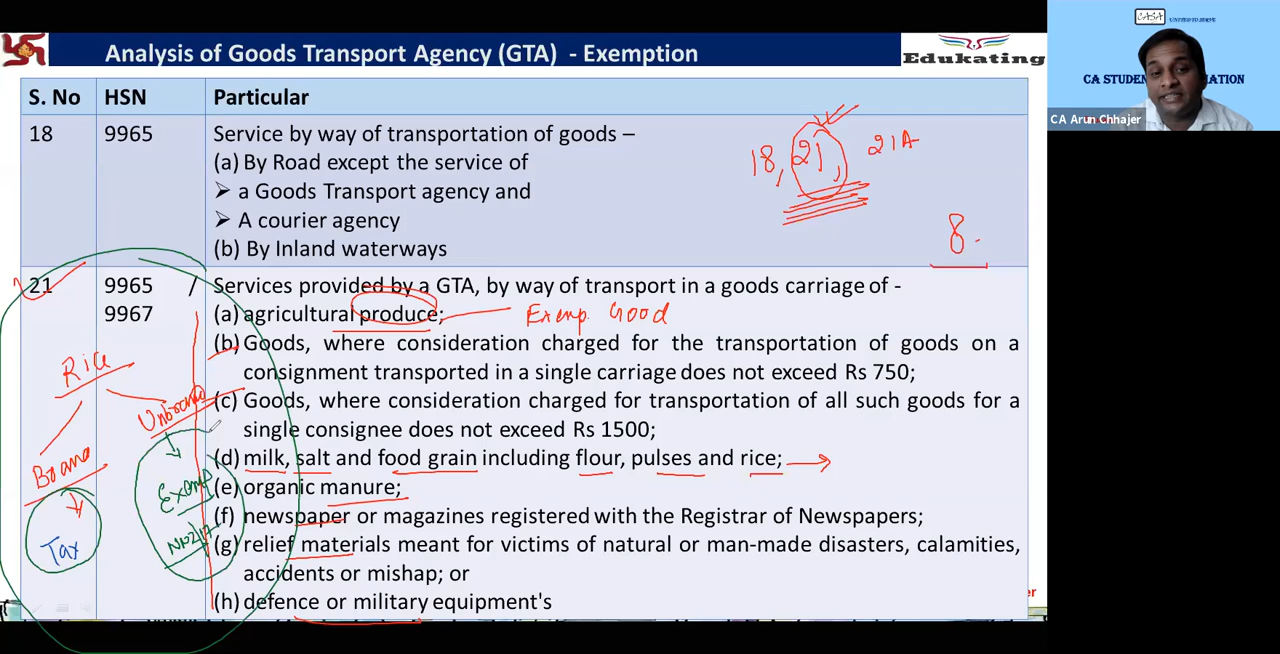 CASA
UNITED TO SERVE
Analysis of Goods Transport Agency (GTA) - Exemption
Edukating
CA STUDEN
ATION
CA Arun Chhajer
S. No HSN Particular
18 9965 Service by way of transportation of goods –
(a) By Road except the service of
➢ a Goods Transport agency and
➢ A courier agency
(b) By Inland waterways
18, 21, 21A
8.
21 9965 / Services provided by a GTA, by way of transport in a goods carriage of -
9967 (a) agricultural produce; Exemp. Good
(b) Goods, where consideration charged for the transportation of goods on a
consignment transported in a single carriage does not exceed Rs 750;
(c) Goods, where consideration charged for transportation of all such goods for a
single consignee does not exceed Rs 1500;
(d) milk, salt and food grain including flour, pulses and rice;
(e) organic manure;
(f) newspaper or magazines registered with the Registrar of Newspapers;
(g) relief materials meant for victims of natural or man-made disasters, calamities,
accidents or mishap; or
(h) defence or military equipment's
Rice
Unbrand
Brand
Exemp
Tax